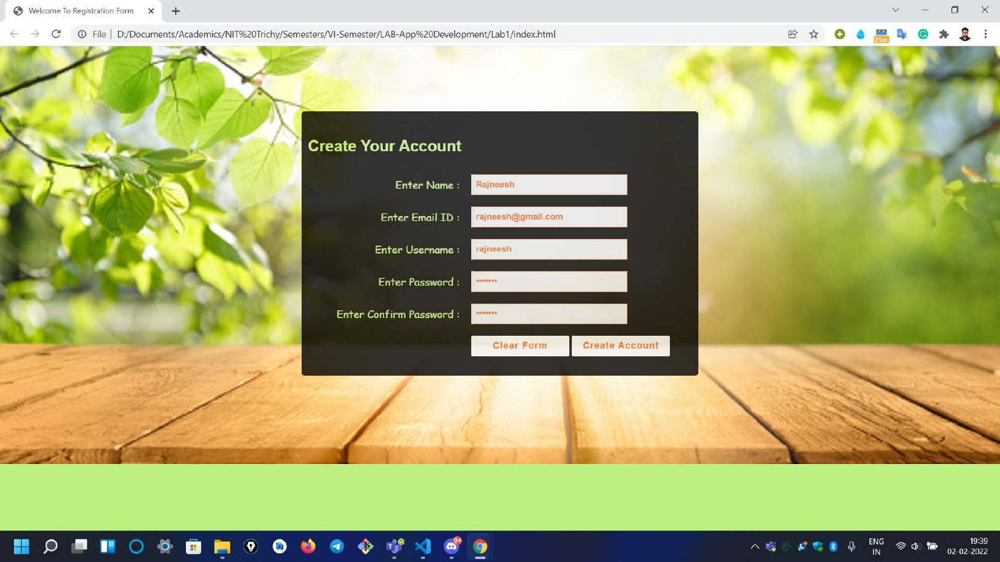 Welcome To Registration Form
File | D:/Documents/Academics/NIT%20Trichy/Semesters/VI-Semester/LAB-App%20Development/Lab1/index.html
21m
Create Your Account
Enter Name : Rajneesh
Enter Email ID : rajneesh@gmail.com
Enter Username : rajneesh
Enter Password : •••••••
Enter Confirm Password : •••••••
Clear Form Create Account
9+
ENG
IN
19:39
02-02-2022